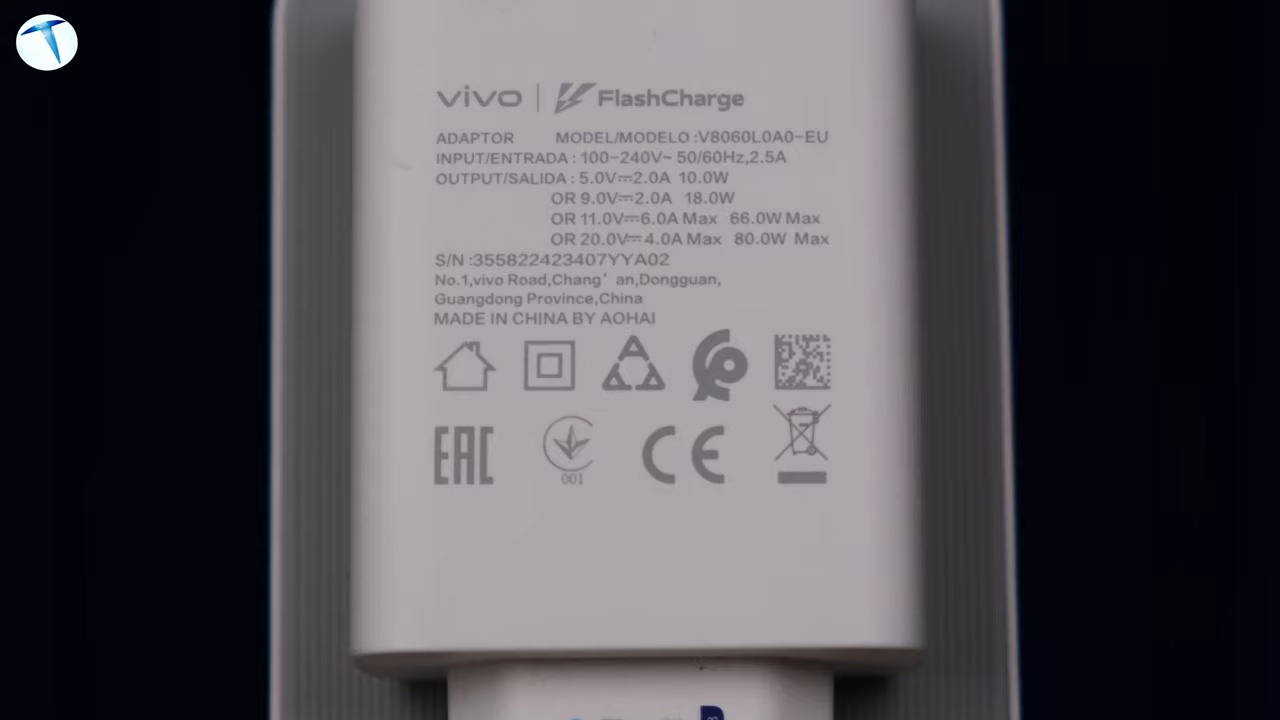 vivo | FlashCharge
ADAPTOR MODEL/MODELO :V8060L0A0-EU
INPUT/ENTRADA : 100-240V~ 50/60Hz,2.5A
OUTPUT/SALIDA : 5.0V⎓2.0A 10.0W
OR 9.0V⎓2.0A 18.0W
OR 11.0V⎓6.0A Max 66.0W Max
OR 20.0V⎓4.0A Max 80.0W Max
S/N :355822423407YYA02
No.1,vivo Road,Chang' an,Dongguan,
Guangdong Province,China
MADE IN CHINA BY AOHAI
EAC
001
CE